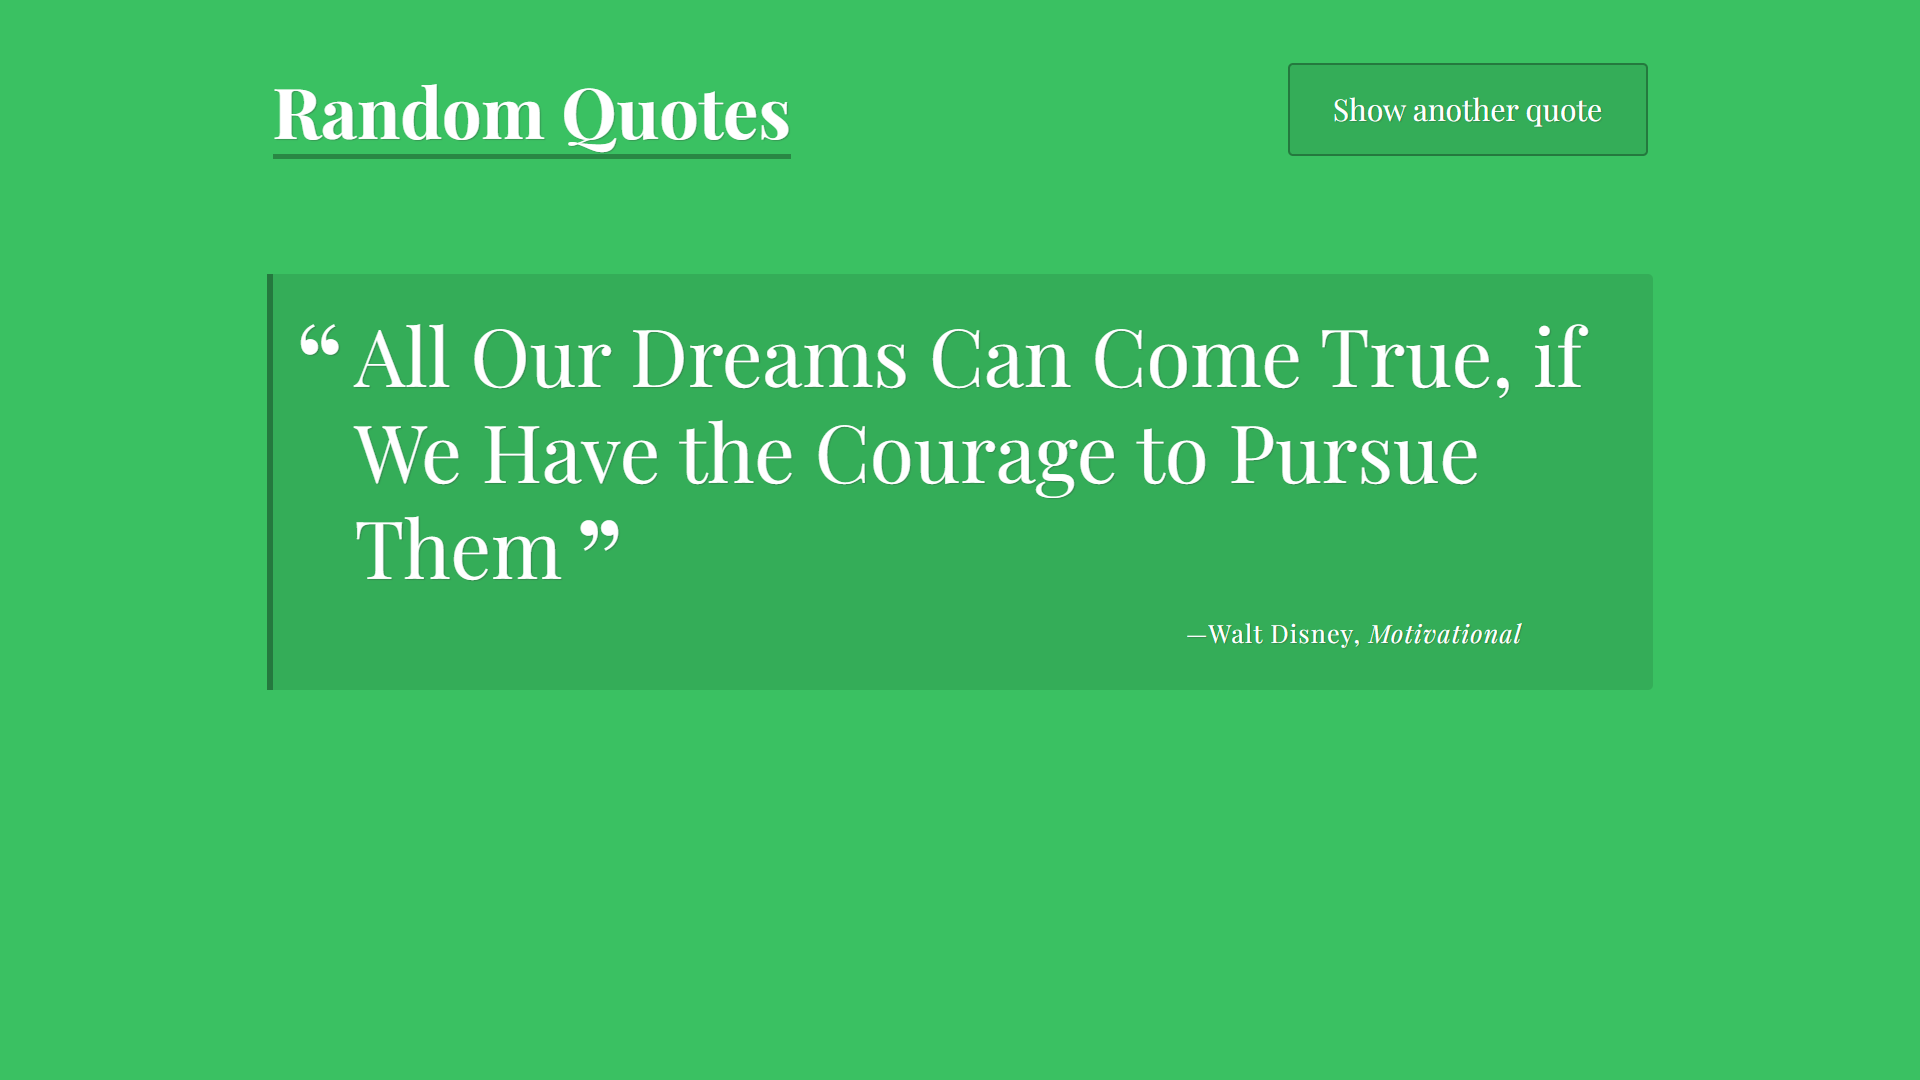 Random Quotes
Show another quote
“ All Our Dreams Can Come True, if
We Have the Courage to Pursue
Them ”
—Walt Disney, Motivational